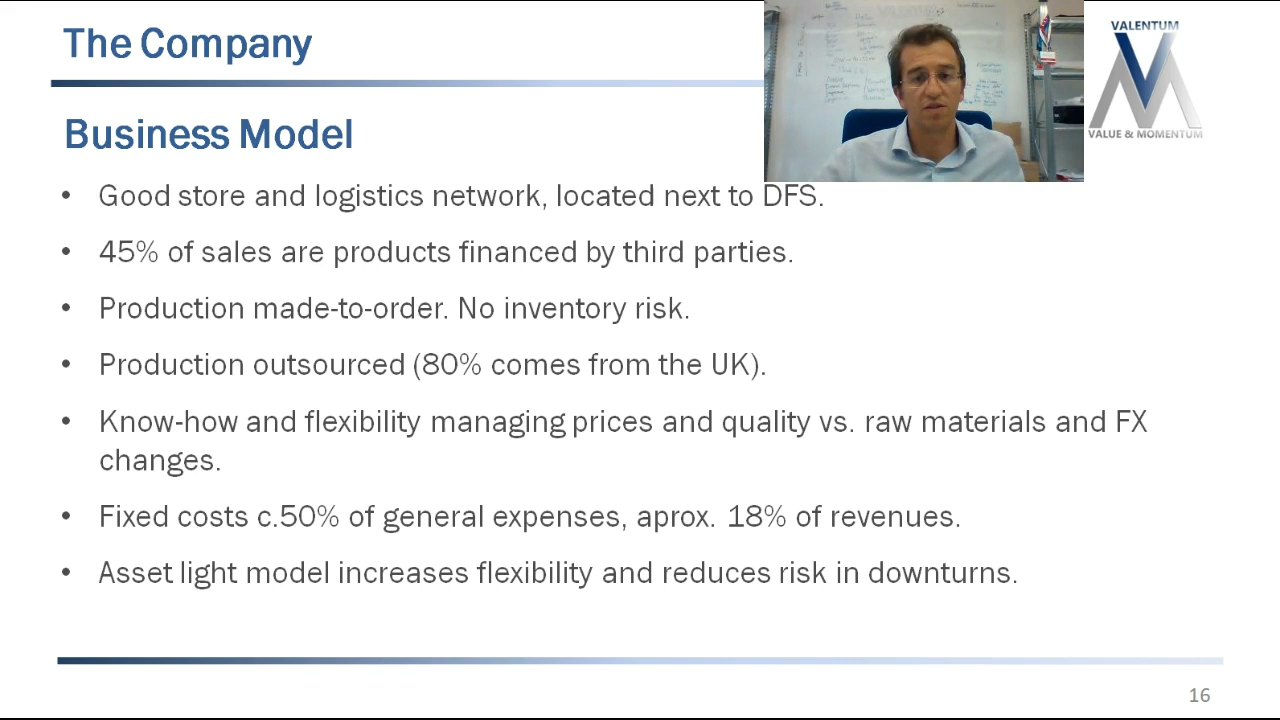 The Company
VALENTUM
VALUE & MOMENTUM
Business Model
• Good store and logistics network, located next to DFS.
• 45% of sales are products financed by third parties.
• Production made-to-order. No inventory risk.
• Production outsourced (80% comes from the UK).
• Know-how and flexibility managing prices and quality vs. raw materials and FX
changes.
• Fixed costs c.50% of general expenses, aprox. 18% of revenues.
• Asset light model increases flexibility and reduces risk in downturns.
16